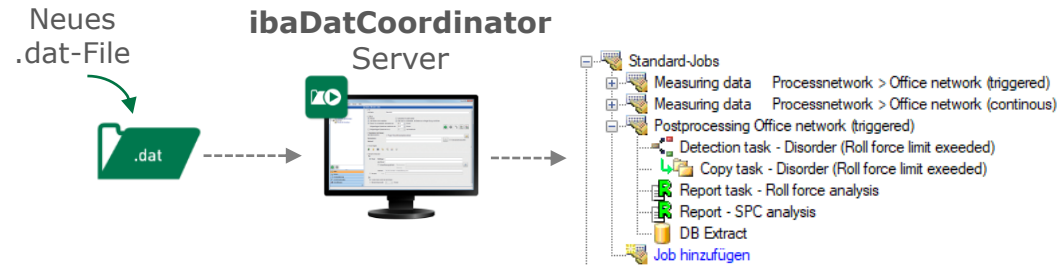 Neues
.dat-File
ibaDatCoordinator
Server
.dat
Standard-Jobs
Measuring data Processnetwork > Office network (triggered)
Measuring data Processnetwork > Office network (continous)
Postprocessing Office network (triggered)
Detection task - Disorder (Roll force limit exeeded)
Copy task - Disorder (Roll force limit exeeded)
Report task - Roll force analysis
Report - SPC analysis
DB Extract
Job hinzufügen